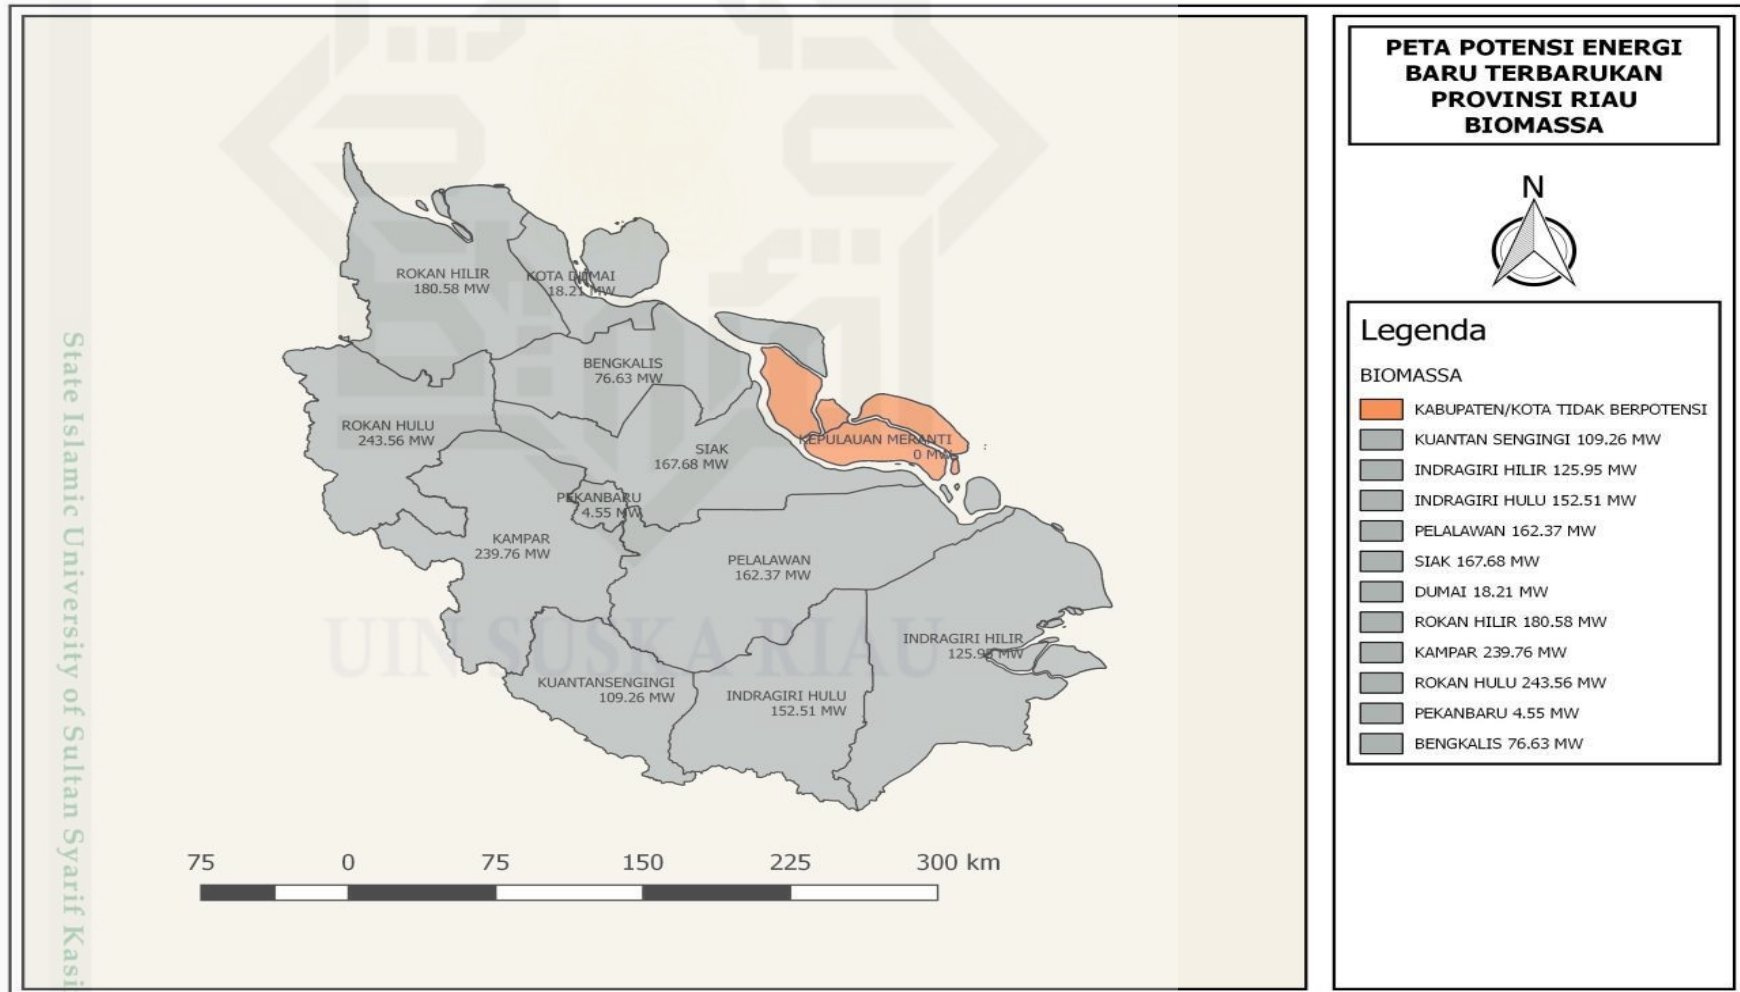 PETA POTENSI ENERGI
BARU TERBARUKAN
PROVINSI RIAU
BIOMASSA
N
Legenda
BIOMASSA
KABUPATEN/KOTA TIDAK BERPOTENSI
KUANTAN SENGINGI 109.26 MW
INDRAGIRI HILIR 125.95 MW
INDRAGIRI HULU 152.51 MW
PELALAWAN 162.37 MW
SIAK 167.68 MW
DUMAI 18.21 MW
ROKAN HILIR 180.58 MW
KAMPAR 239.76 MW
ROKAN HULU 243.56 MW
PEKANBARU 4.55 MW
BENGKALIS 76.63 MW
ROKAN HILIR
180.58 MW
KOTA DUMAI
18.21 MW
BENGKALIS
76.63 MW
ROKAN HULU
243.56 MW
SIAK
167.68 MW
KEPULAUAN MERANTI
0 MW
PEKANBARU
4.55 MW
KAMPAR
239.76 MW
PELALAWAN
162.37 MW
INDRAGIRI HILIR
125.95 MW
KUANTANSENGINGI
109.26 MW
INDRAGIRI HULU
152.51 MW
UIN SUSKA RIAU
75 0 75 150 225 300 km
State Islamic University of Sultan Syarif Kasi